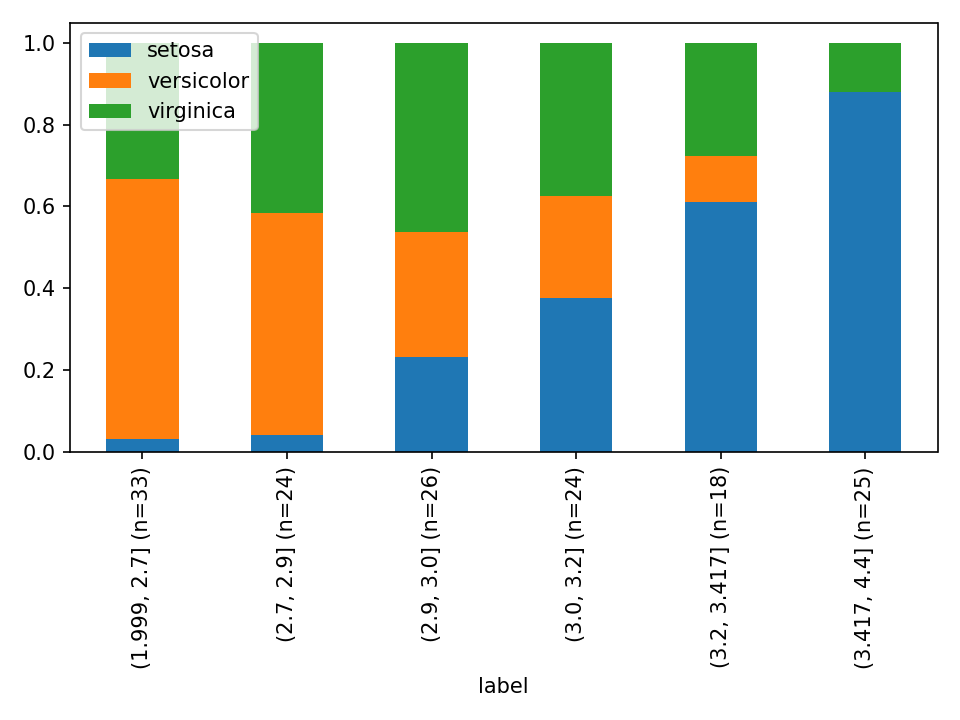 setosa
versicolor
virginica
1.0
0.8
0.6
0.4
0.2
0.0
(1.999, 2.7] (n=33)
(2.7, 2.9] (n=24)
(2.9, 3.0] (n=26)
(3.0, 3.2] (n=24)
(3.2, 3.417] (n=18)
(3.417, 4.4] (n=25)
label